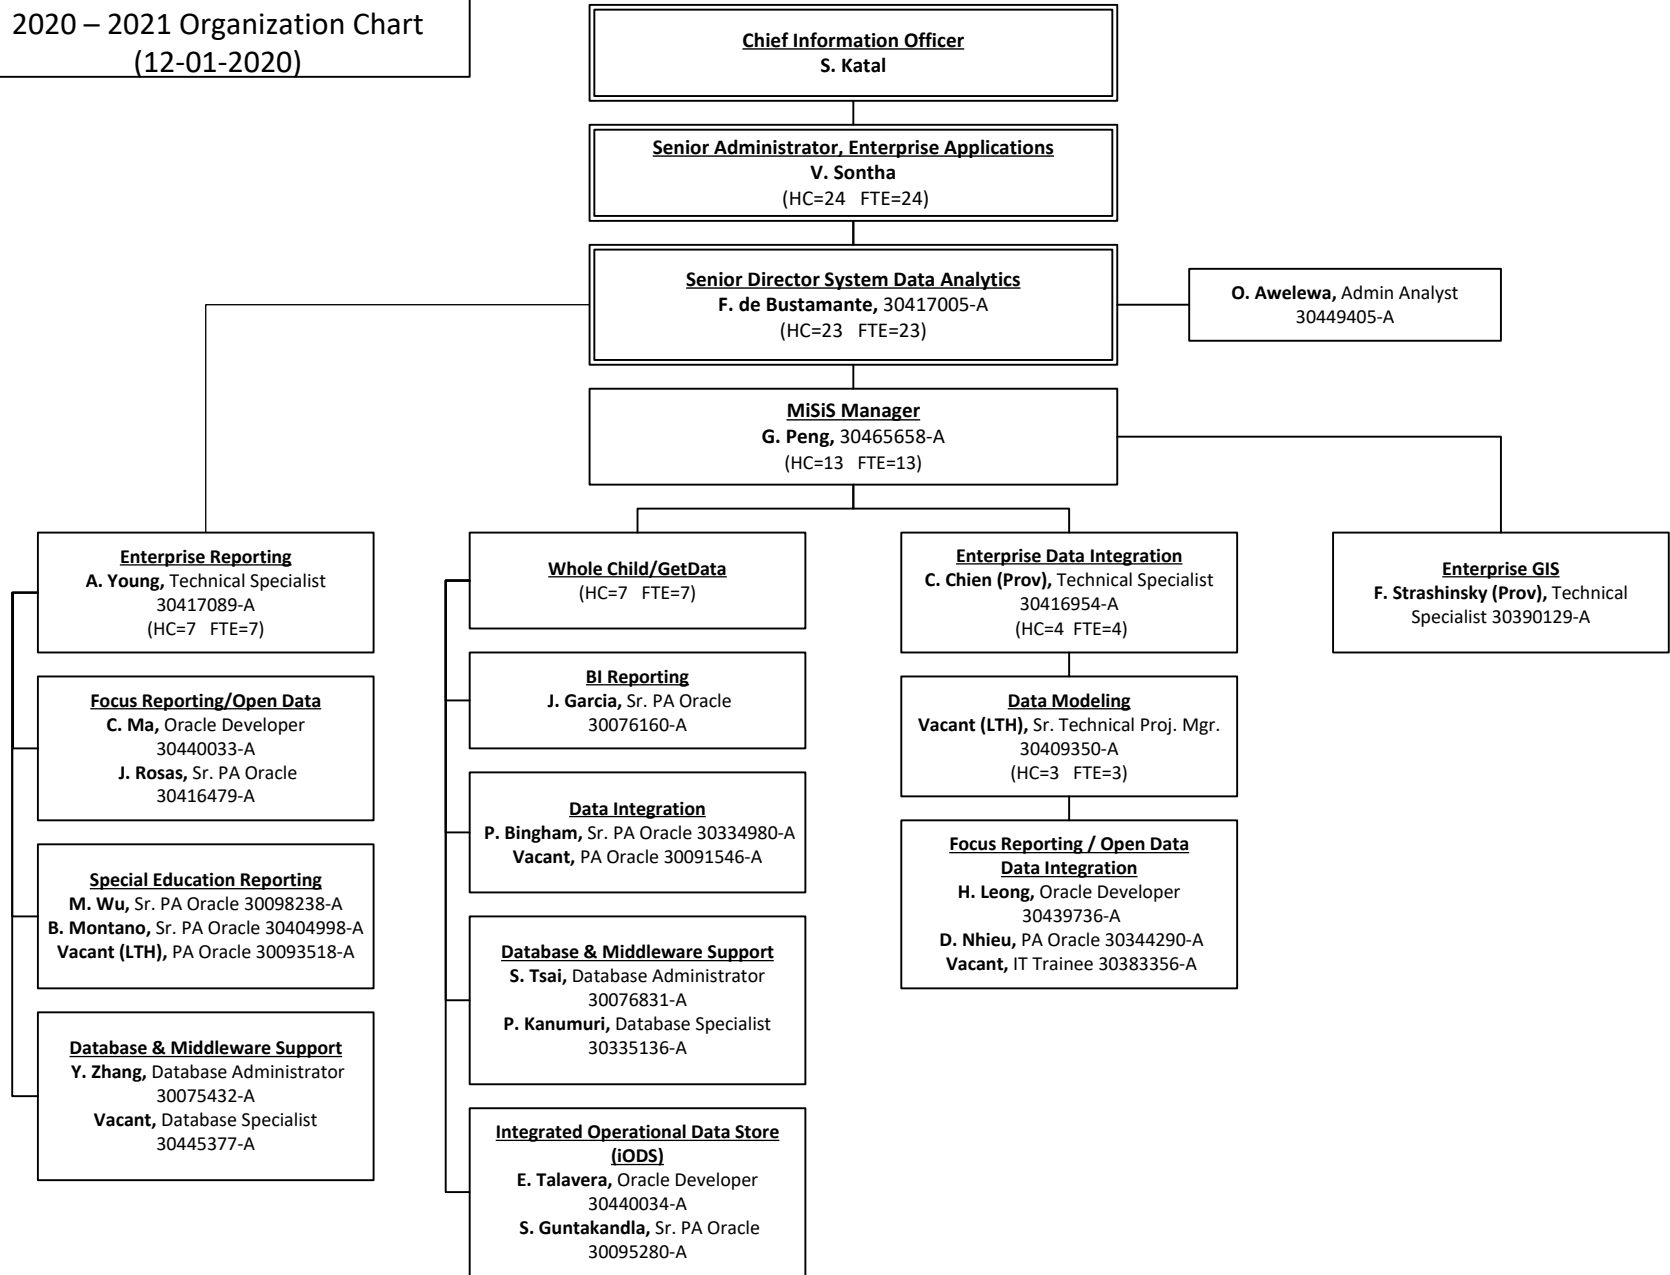 2020 – 2021 Organization Chart
(12-01-2020)
Chief Information Officer
S. Katal
Senior Administrator, Enterprise Applications
V. Sontha
(HC=24 FTE=24)
Senior Director System Data Analytics
F. de Bustamante, 30417005-A
(HC=23 FTE=23)
O. Awelewa, Admin Analyst
30449405-A
MiSiS Manager
G. Peng, 30465658-A
(HC=13 FTE=13)
Enterprise Reporting
A. Young, Technical Specialist
30417089-A
(HC=7 FTE=7)
Focus Reporting/Open Data
C. Ma, Oracle Developer
30440033-A
J. Rosas, Sr. PA Oracle
30416479-A
Special Education Reporting
M. Wu, Sr. PA Oracle 30098238-A
B. Montano, Sr. PA Oracle 30404998-A
Vacant (LTH), PA Oracle 30093518-A
Database & Middleware Support
Y. Zhang, Database Administrator
30075432-A
Vacant, Database Specialist
30445377-A
Whole Child/GetData
(HC=7 FTE=7)
BI Reporting
J. Garcia, Sr. PA Oracle
30076160-A
Data Integration
P. Bingham, Sr. PA Oracle 30334980-A
Vacant, PA Oracle 30091546-A
Database & Middleware Support
S. Tsai, Database Administrator
30076831-A
P. Kanumuri, Database Specialist
30335136-A
Integrated Operational Data Store
(iODS)
E. Talavera, Oracle Developer
30440034-A
S. Guntakandla, Sr. PA Oracle
30095280-A
Enterprise Data Integration
C. Chien (Prov), Technical Specialist
30416954-A
(HC=4 FTE=4)
Data Modeling
Vacant (LTH), Sr. Technical Proj. Mgr.
30409350-A
(HC=3 FTE=3)
Focus Reporting / Open Data
Data Integration
H. Leong, Oracle Developer
30439736-A
D. Nhieu, PA Oracle 30344290-A
Vacant, IT Trainee 30383356-A
Enterprise GIS
F. Strashinsky (Prov), Technical
Specialist 30390129-A